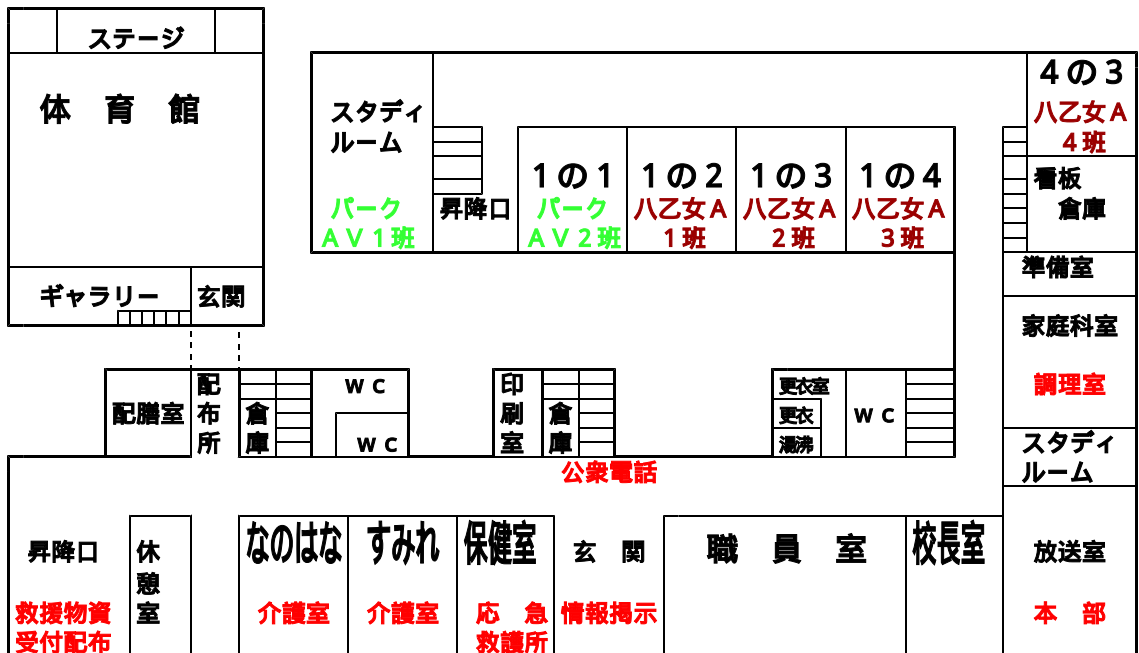 ステージ
体　育　館
ギャラリー
玄関
スタディ
ルーム
パーク
ＡＶ１班
昇降口
１の１
パーク
ＡＶ２班
１の２
八乙女Ａ
１班
１の３
八乙女Ａ
２班
１の４
八乙女Ａ
３班
４の３
八乙女Ａ
４班
看板
倉庫
準備室
家庭科室
調理室
スタディ
ルーム
放送室
本　部
配膳室
配
布
所
倉
庫
ＷＣ
ＷＣ
印
刷
室
倉
庫
公衆電話
更衣室
更衣
湯沸
ＷＣ
昇降口
救援物資
受付配布
休
憩
室
なのはな
介護室
すみれ
介護室
保健室
応　急
救護所
玄　関
情報掲示
職　員　室
校長室